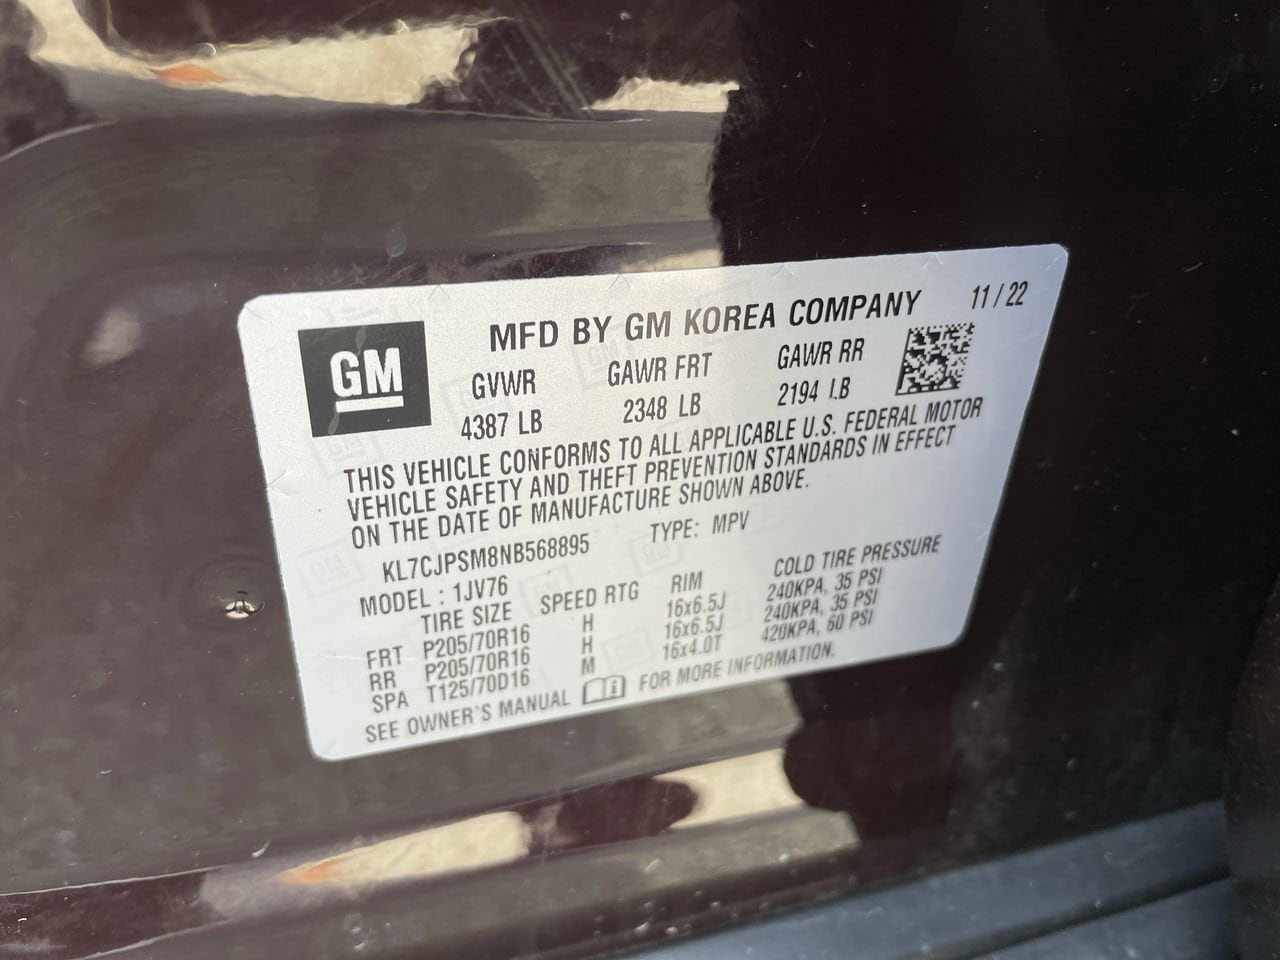 GM
MFD BY GM KOREA COMPANY 11/22
GVWR GAWR FRT GAWR RR
4387 LB 2348 LB 2194 LB
THIS VEHICLE CONFORMS TO ALL APPLICABLE U.S. FEDERAL MOTOR
VEHICLE SAFETY AND THEFT PREVENTION STANDARDS IN EFFECT
ON THE DATE OF MANUFACTURE SHOWN ABOVE.
KL7CJPSM8NB568895 TYPE: MPV
MODEL : 1JV76
TIRE SIZE SPEED RTG RIM COLD TIRE PRESSURE
FRT P205/70R16 H 16x6.5J 240KPA, 35 PSI
RR P205/70R16 H 16x6.5J 240KPA, 35 PSI
SPA T125/70D16 M 16x4.0T 420KPA, 60 PSI
SEE OWNER'S MANUAL FOR MORE INFORMATION.